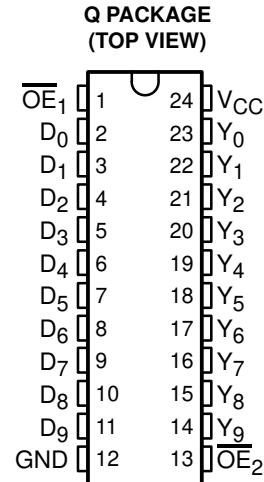 Q PACKAGE
(TOP VIEW)
OE1 1 24 VCC
D0 2 23 Y0
D1 3 22 Y1
D2 4 21 Y2
D3 5 20 Y3
D4 6 19 Y4
D5 7 18 Y5
D6 8 17 Y6
D7 9 16 Y7
D8 10 15 Y8
D9 11 14 Y9
GND 12 13 OE2